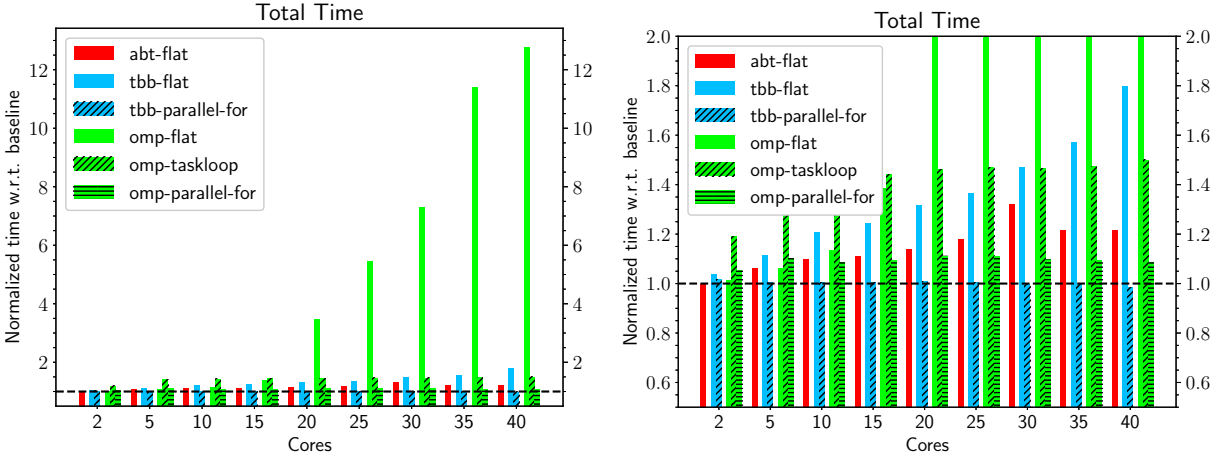 Total Time
Normalized time w.r.t. baseline
12
10
8
6
4
2
abt-flat
tbb-flat
tbb-parallel-for
omp-flat
omp-taskloop
omp-parallel-for
12
10
8
6
4
2
2 5 10 15 20 25 30 35 40
Cores
Total Time
Normalized time w.r.t. baseline
2.0
1.8
1.6
1.4
1.2
1.0
0.8
0.6
abt-flat
tbb-flat
tbb-parallel-for
omp-flat
omp-taskloop
omp-parallel-for
2.0
1.8
1.6
1.4
1.2
1.0
0.8
0.6
2 5 10 15 20 25 30 35 40
Cores